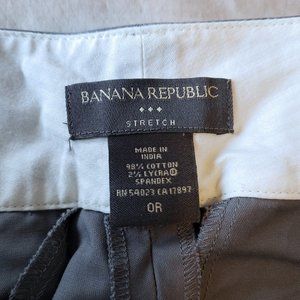 BANANA REPUBLIC
STRETCH
MADE IN
INDIA
98% COTTON
2% LYCRA®
SPANDEX
RN 54023 CA 17897
0R